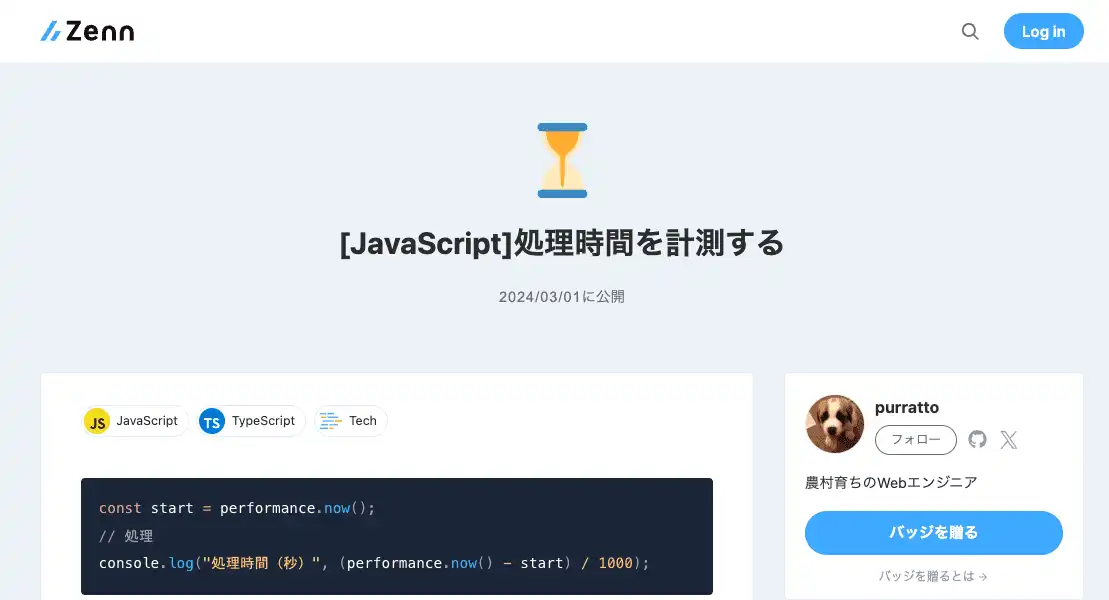 Zenn
Log in
[JavaScript]処理時間を計測する
2024/03/01に公開
JS JavaScript TS TypeScript Tech
const start = performance.now();
// 処理
console.log("処理時間（秒）", (performance.now() - start) / 1000);
purratto
フォロー
農村育ちのWebエンジニア
バッジを贈る
バッジを贈るとは →